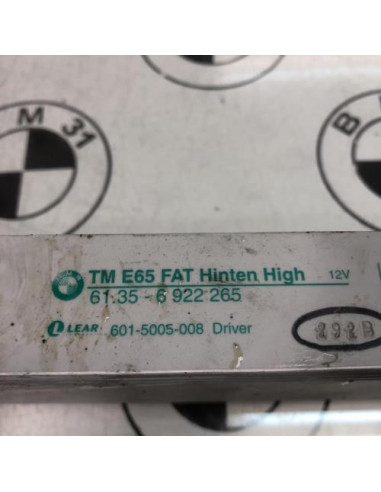 B M 31
B
TM E65 FAT Hinten High 12V
61.35 - 6 922 265
LEAR 601-5005-008 Driver